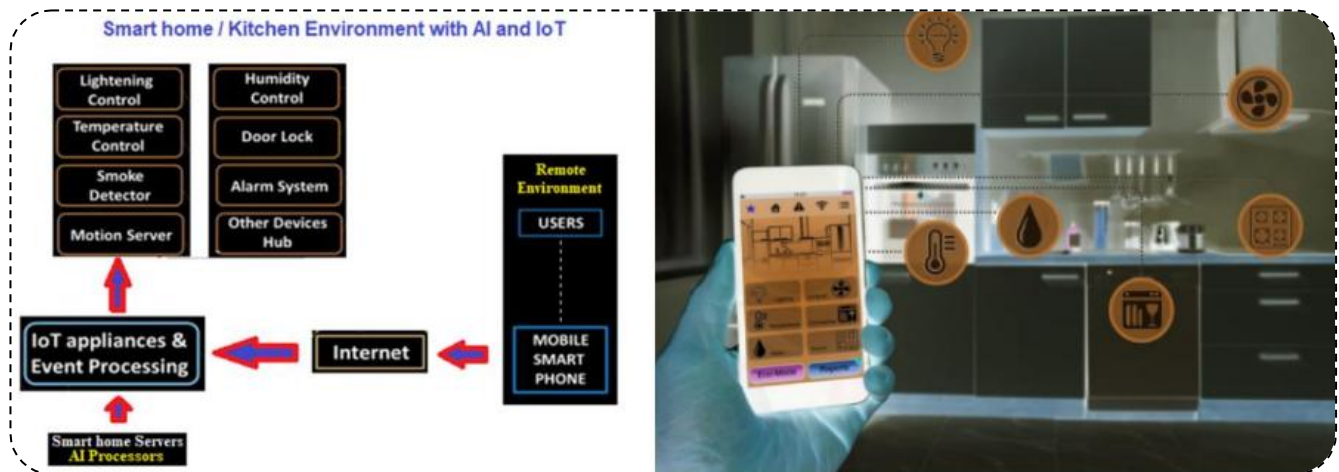 Smart home / Kitchen Environment with AI and IoT
Lightening
Control
Temperature
Control
Smoke
Detector
Motion Server
Humidity
Control
Door Lock
Alarm System
Other Devices
Hub
Remote
Environment
USERS
MOBILE
SMART
PHONE
Internet
IoT appliances &
Event Processing
Smart home Servers
AI Processors
Eco-Mode